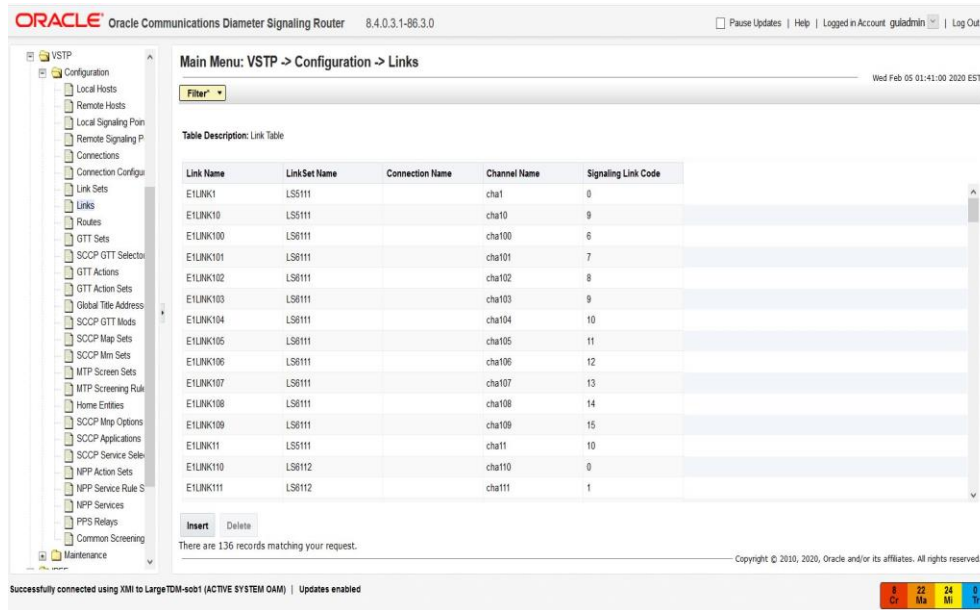 ORACLE® Oracle Communications Diameter Signaling Router 8.4.0.3.1-86.3.0
Pause Updates | Help | Logged in Account guiadmin | Log Out
VSTP
Configuration
Local Hosts
Remote Hosts
Local Signaling Poin
Remote Signaling P
Connections
Connection Configu
Link Sets
Links
Routes
GTT Sets
SCCP GTT Selecto
GTT Actions
GTT Action Sets
Global Title Address
SCCP GTT Mods
SCCP Map Sets
SCCP Mrn Sets
MTP Screen Sets
MTP Screening Rule
Home Entities
SCCP Mnp Options
SCCP Applications
SCCP Service Sele
NPP Action Sets
NPP Service Rule S
NPP Services
PPS Relays
Common Screening
Maintenance
Main Menu: VSTP -> Configuration -> Links
Wed Feb 05 01:41:00 2020 EST
Filter*
Table Description: Link Table
Link Name LinkSet Name Connection Name Channel Name Signaling Link Code
E1LINK1 LS5111 cha1 0
E1LINK10 LS5111 cha10 9
E1LINK100 LS6111 cha100 6
E1LINK101 LS6111 cha101 7
E1LINK102 LS6111 cha102 8
E1LINK103 LS6111 cha103 9
E1LINK104 LS6111 cha104 10
E1LINK105 LS6111 cha105 11
E1LINK106 LS6111 cha106 12
E1LINK107 LS6111 cha107 13
E1LINK108 LS6111 cha108 14
E1LINK109 LS6111 cha109 15
E1LINK11 LS5111 cha11 10
E1LINK110 LS6112 cha110 0
E1LINK111 LS6112 cha111 1
Insert Delete
There are 136 records matching your request.
Copyright © 2010, 2020, Oracle and/or its affiliates. All rights reserved.
Successfully connected using XMI to LargeTDM-sob1 (ACTIVE SYSTEM OAM) | Updates enabled
8 Cr 22 Ma 24 Mi 0 Tr